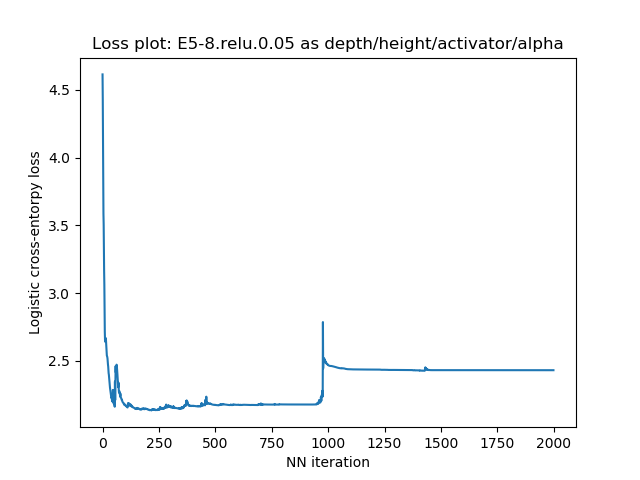 Loss plot: E5-8.relu.0.05 as depth/height/activator/alpha
4.5
4.0
3.5
3.0
2.5
Logistic cross-entorpy loss
0 250 500 750 1000 1250 1500 1750 2000
NN iteration